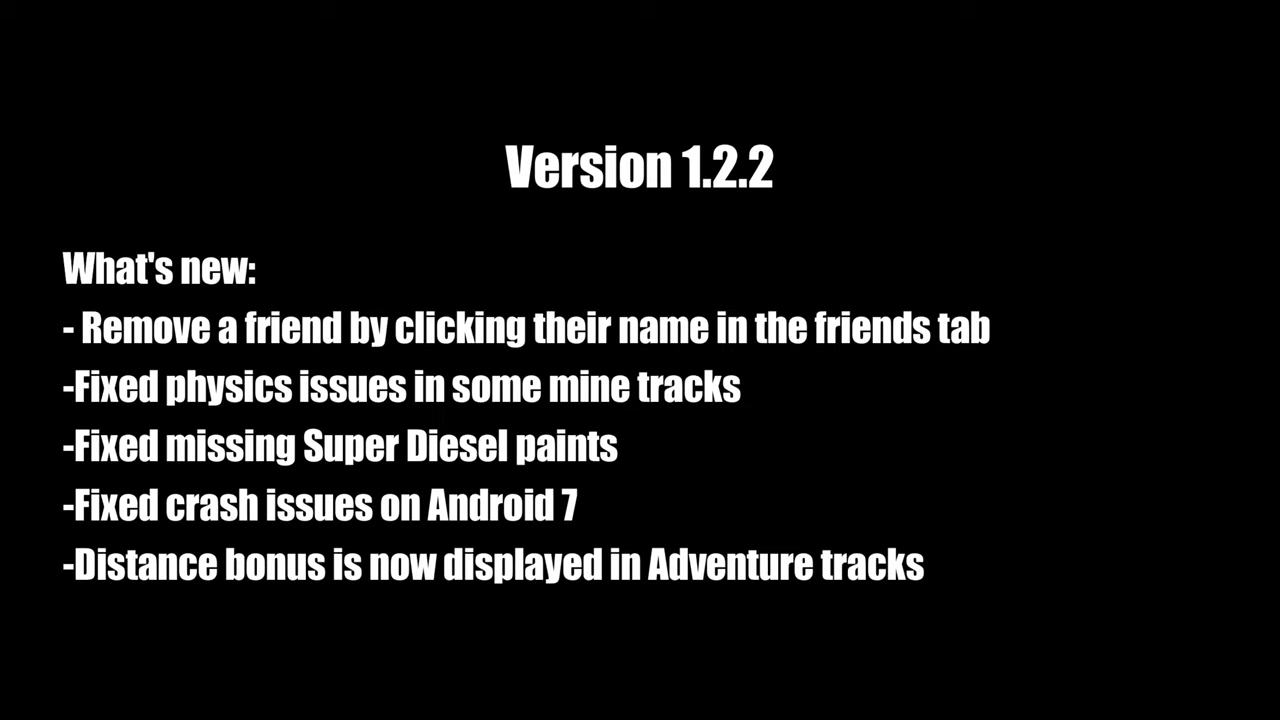 Version 1.2.2
What's new:
- Remove a friend by clicking their name in the friends tab
-Fixed physics issues in some mine tracks
-Fixed missing Super Diesel paints
-Fixed crash issues on Android 7
-Distance bonus is now displayed in Adventure tracks